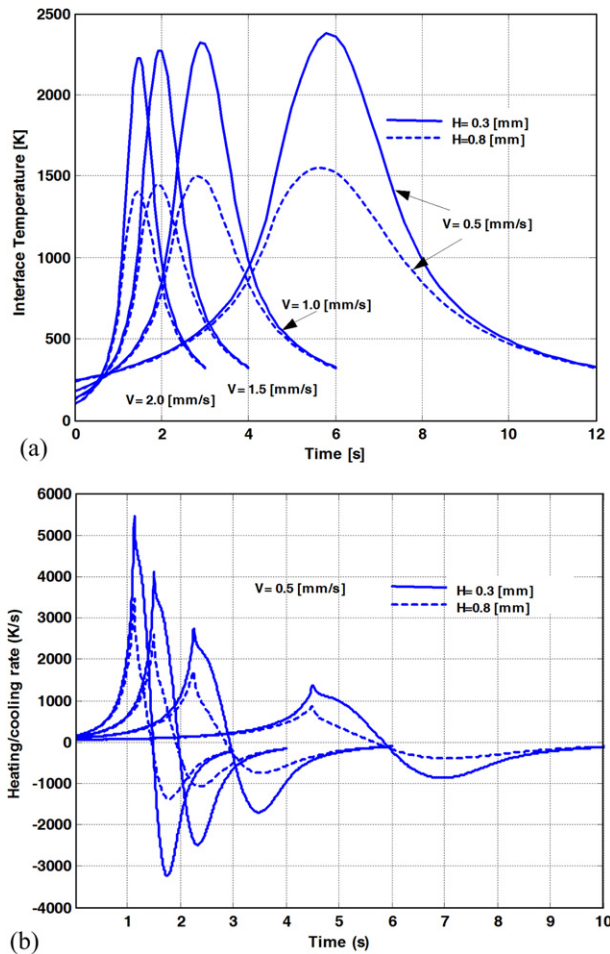 2500
2000
1500
1000
500
0
Interface Temperature [K]
H= 0.3 [mm]
H=0.8 [mm]
V = 0.5 [mm/s]
V = 1.0 [mm/s]
V = 1.5 [mm/s]
V = 2.0 [mm/s]
0 2 4 6 8 10 12
(a)
Time [s]
6000
5000
4000
3000
2000
1000
0
-1000
-2000
-3000
-4000
Heating/cooling rate (K/s)
V = 0.5 [mm/s]
H= 0.3 [mm]
H=0.8 [mm]
1 2 3 4 5 6 7 8 9 10
(b)
Time (s)